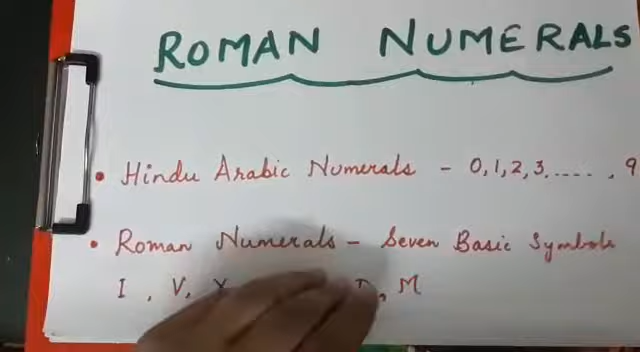 ROMAN NUMERALS
• Hindu Arabic Numerals - 0, 1, 2, 3, ...., 9
• Roman Numerals - Seven Basic Symbols
I, V, X D, M